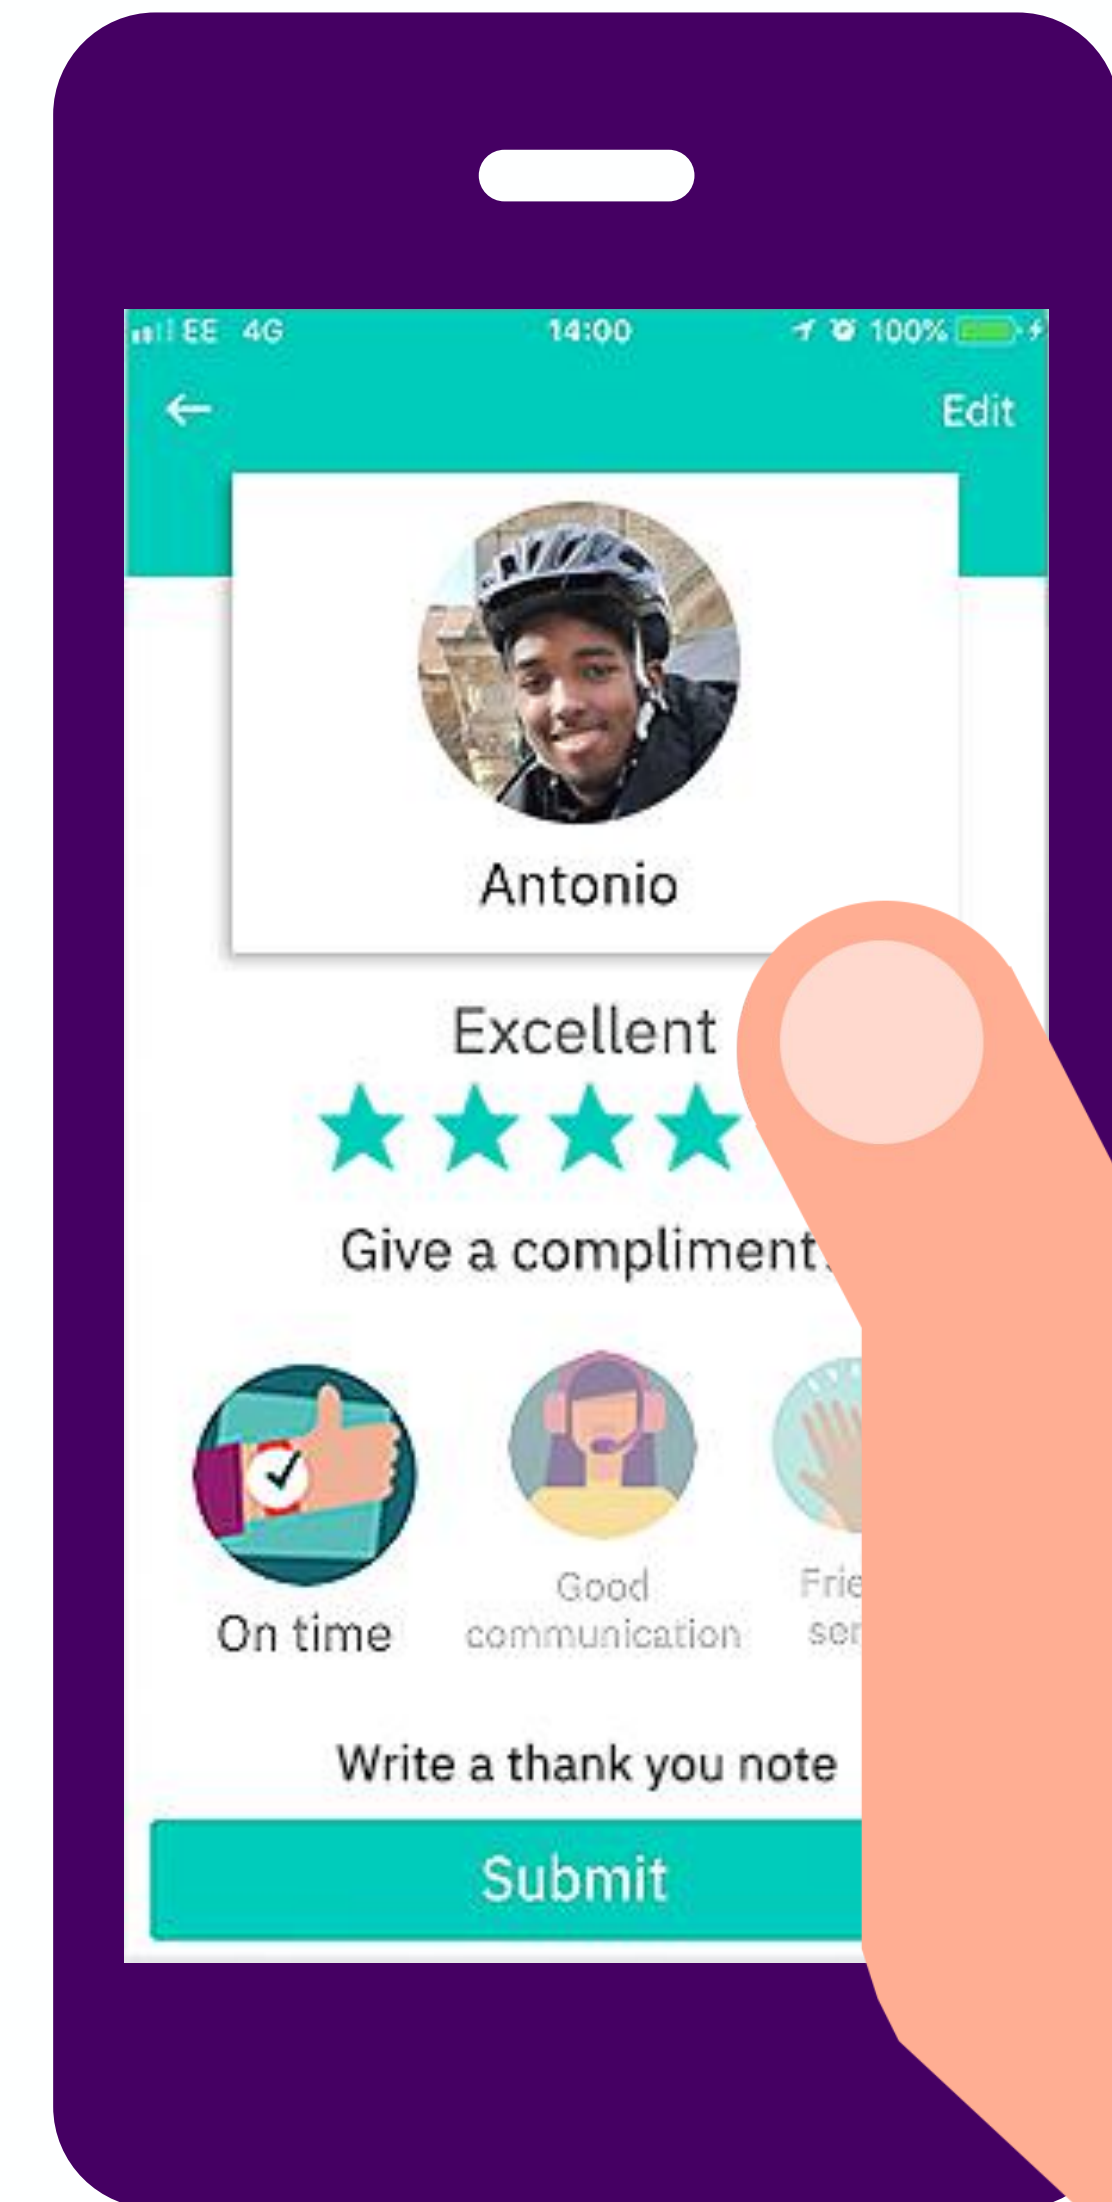 EE 4G 14:00 100%
Edit
Antonio
Excellent
Give a compliment
On time
Good
communication
Write a thank you note
Submit